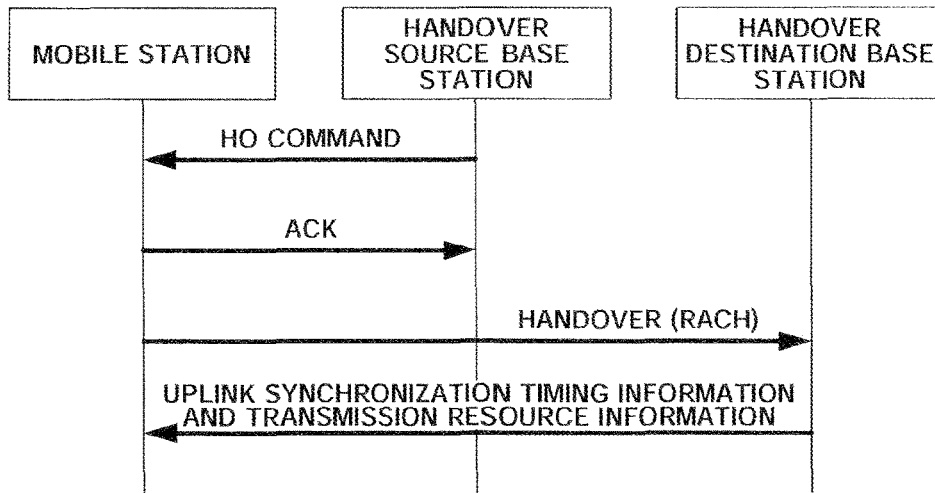 MOBILE STATION
HANDOVER
SOURCE BASE
STATION
HANDOVER
DESTINATION BASE
STATION
HO COMMAND
ACK
HANDOVER (RACH)
UPLINK SYNCHRONIZATION TIMING INFORMATION
AND TRANSMISSION RESOURCE INFORMATION